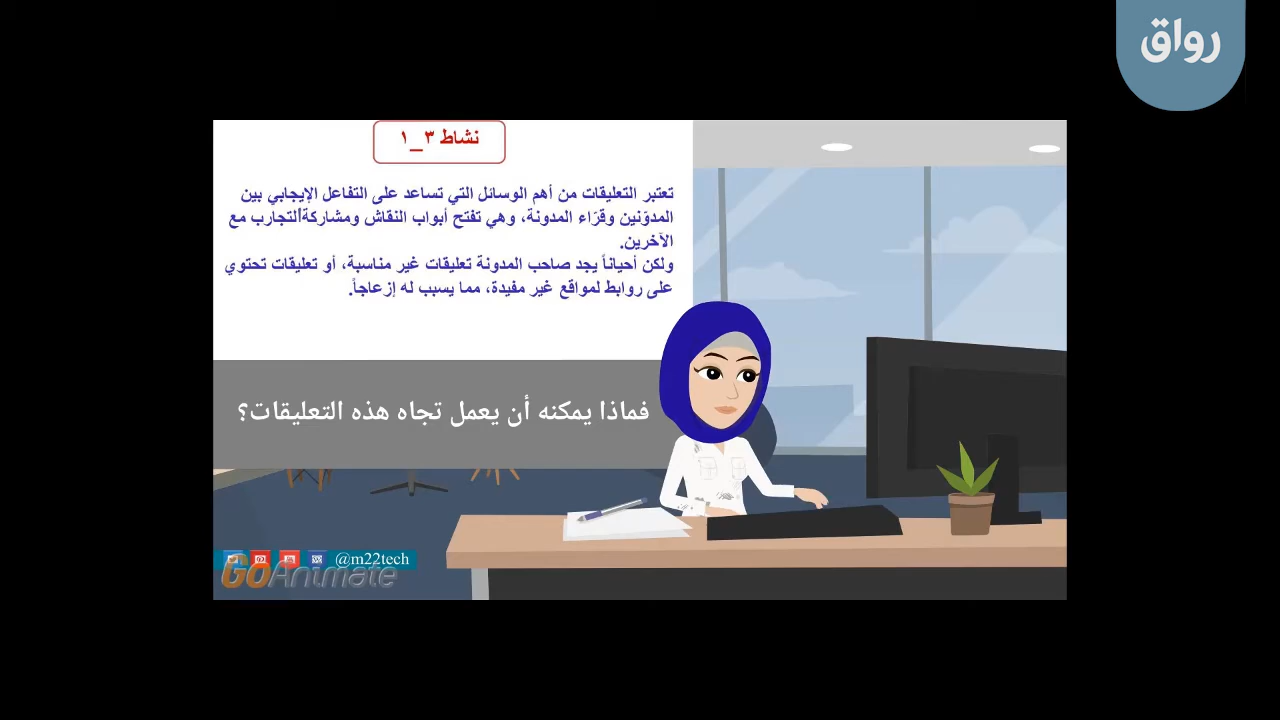 رواق
نشاط ٣_١
تعتبر التعليقات من أهم الوسائل التي تساعد على التفاعل الإيجابي بين
المدوّنين وقرّاء المدونة، وهي تفتح أبواب النقاش ومشاركة التجارب مع
الآخرين.
ولكن أحياناً يجد صاحب المدونة تعليقات غير مناسبة، أو تعليقات تحتوي
على روابط لمواقع غير مفيدة، مما يسبب له إزعاجاً.
فماذا يمكنه أن يعمل تجاه هذه التعليقات؟
@m22tech
GoAnimate